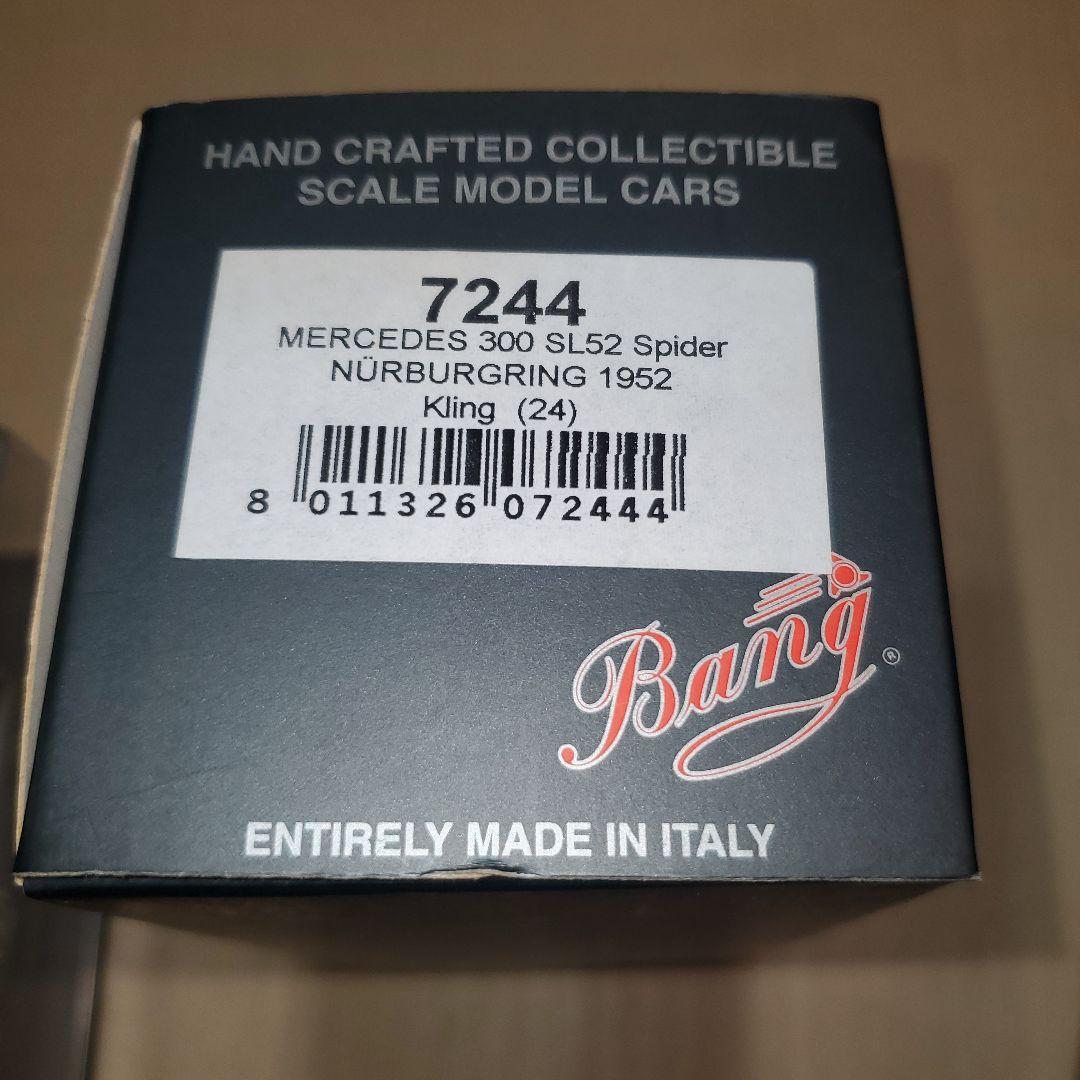 HAND CRAFTED COLLECTIBLE
SCALE MODEL CARS
7244
MERCEDES 300 SL52 Spider
NÜRBURGRING 1952
Kling (24)
8 011326 072444
Bang ®
ENTIRELY MADE IN ITALY